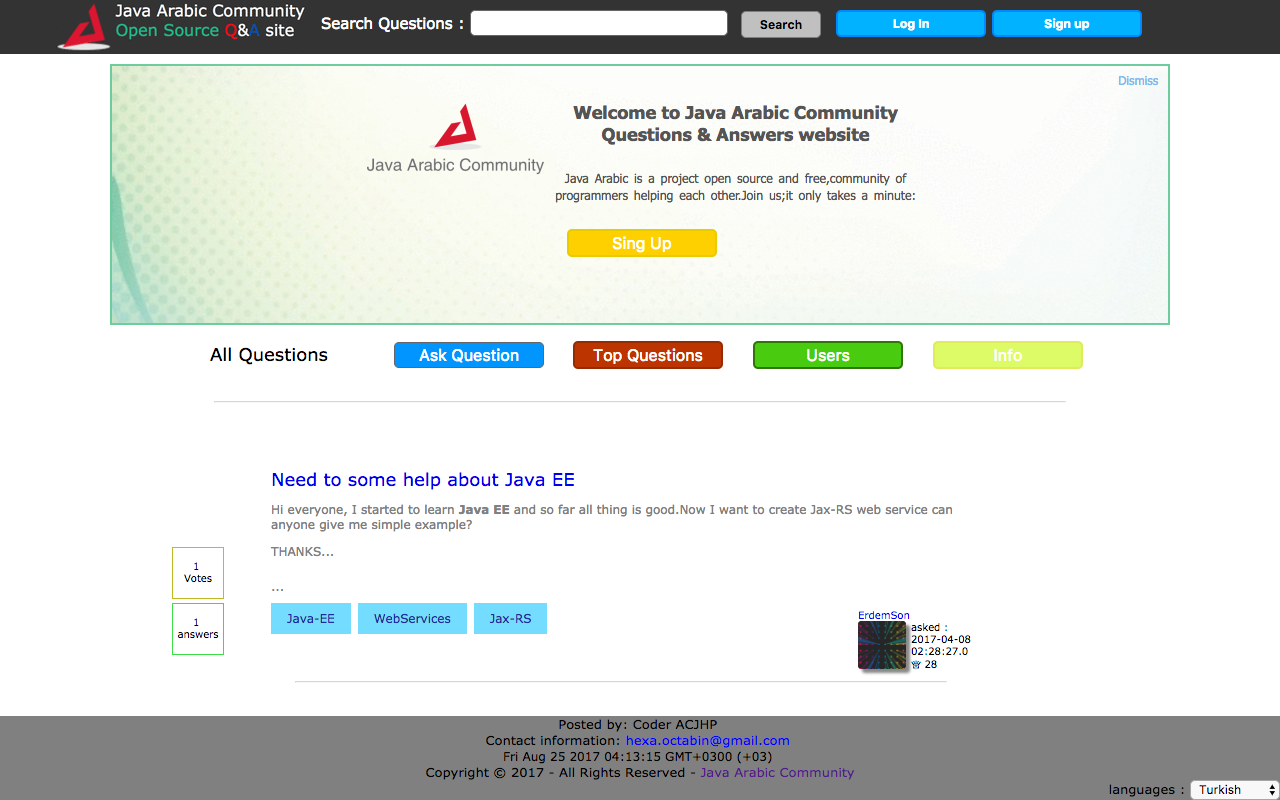 Java Arabic Community
Open Source Q&A site
Search Questions :
Search
Log In
Sign up
Dismiss
Java Arabic Community
Welcome to Java Arabic Community
Questions & Answers website
Java Arabic is a project open source and free,community of
programmers helping each other.Join us;it only takes a minute:
Sing Up
All Questions
Ask Question
Top Questions
Users
Info
Need to some help about Java EE
Hi everyone, I started to learn Java EE and so far all thing is good.Now I want to create Jax-RS web service can
anyone give me simple example?
THANKS...
...
1
Votes
1
answers
Java-EE
WebServices
Jax-RS
ErdemSon
asked :
2017-04-08
02:28:27.0
28
Posted by: Coder ACJHP
Contact information: hexa.octabin@gmail.com
Fri Aug 25 2017 04:13:15 GMT+0300 (+03)
Copyright © 2017 - All Rights Reserved - Java Arabic Community
languages :
Turkish